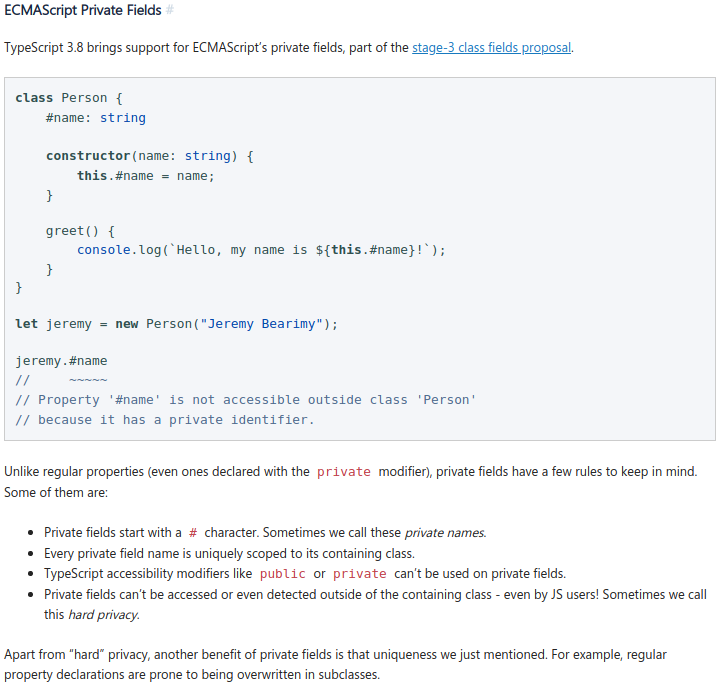 ECMAScript Private Fields #
TypeScript 3.8 brings support for ECMAScript's private fields, part of the stage-3 class fields proposal.
class Person {
    #name: string
    constructor(name: string) {
        this.#name = name;
    }
    greet() {
        console.log(`Hello, my name is ${this.#name}!`);
    }
}
let jeremy = new Person("Jeremy Bearimy");
jeremy.#name
//     ~~~~~
// Property '#name' is not accessible outside class 'Person'
// because it has a private identifier.
Unlike regular properties (even ones declared with the private modifier), private fields have a few rules to keep in mind.
Some of them are:
• Private fields start with a # character. Sometimes we call these private names.
• Every private field name is uniquely scoped to its containing class.
• TypeScript accessibility modifiers like public or private can't be used on private fields.
• Private fields can't be accessed or even detected outside of the containing class - even by JS users! Sometimes we call
this hard privacy.
Apart from “hard” privacy, another benefit of private fields is that uniqueness we just mentioned. For example, regular
property declarations are prone to being overwritten in subclasses.